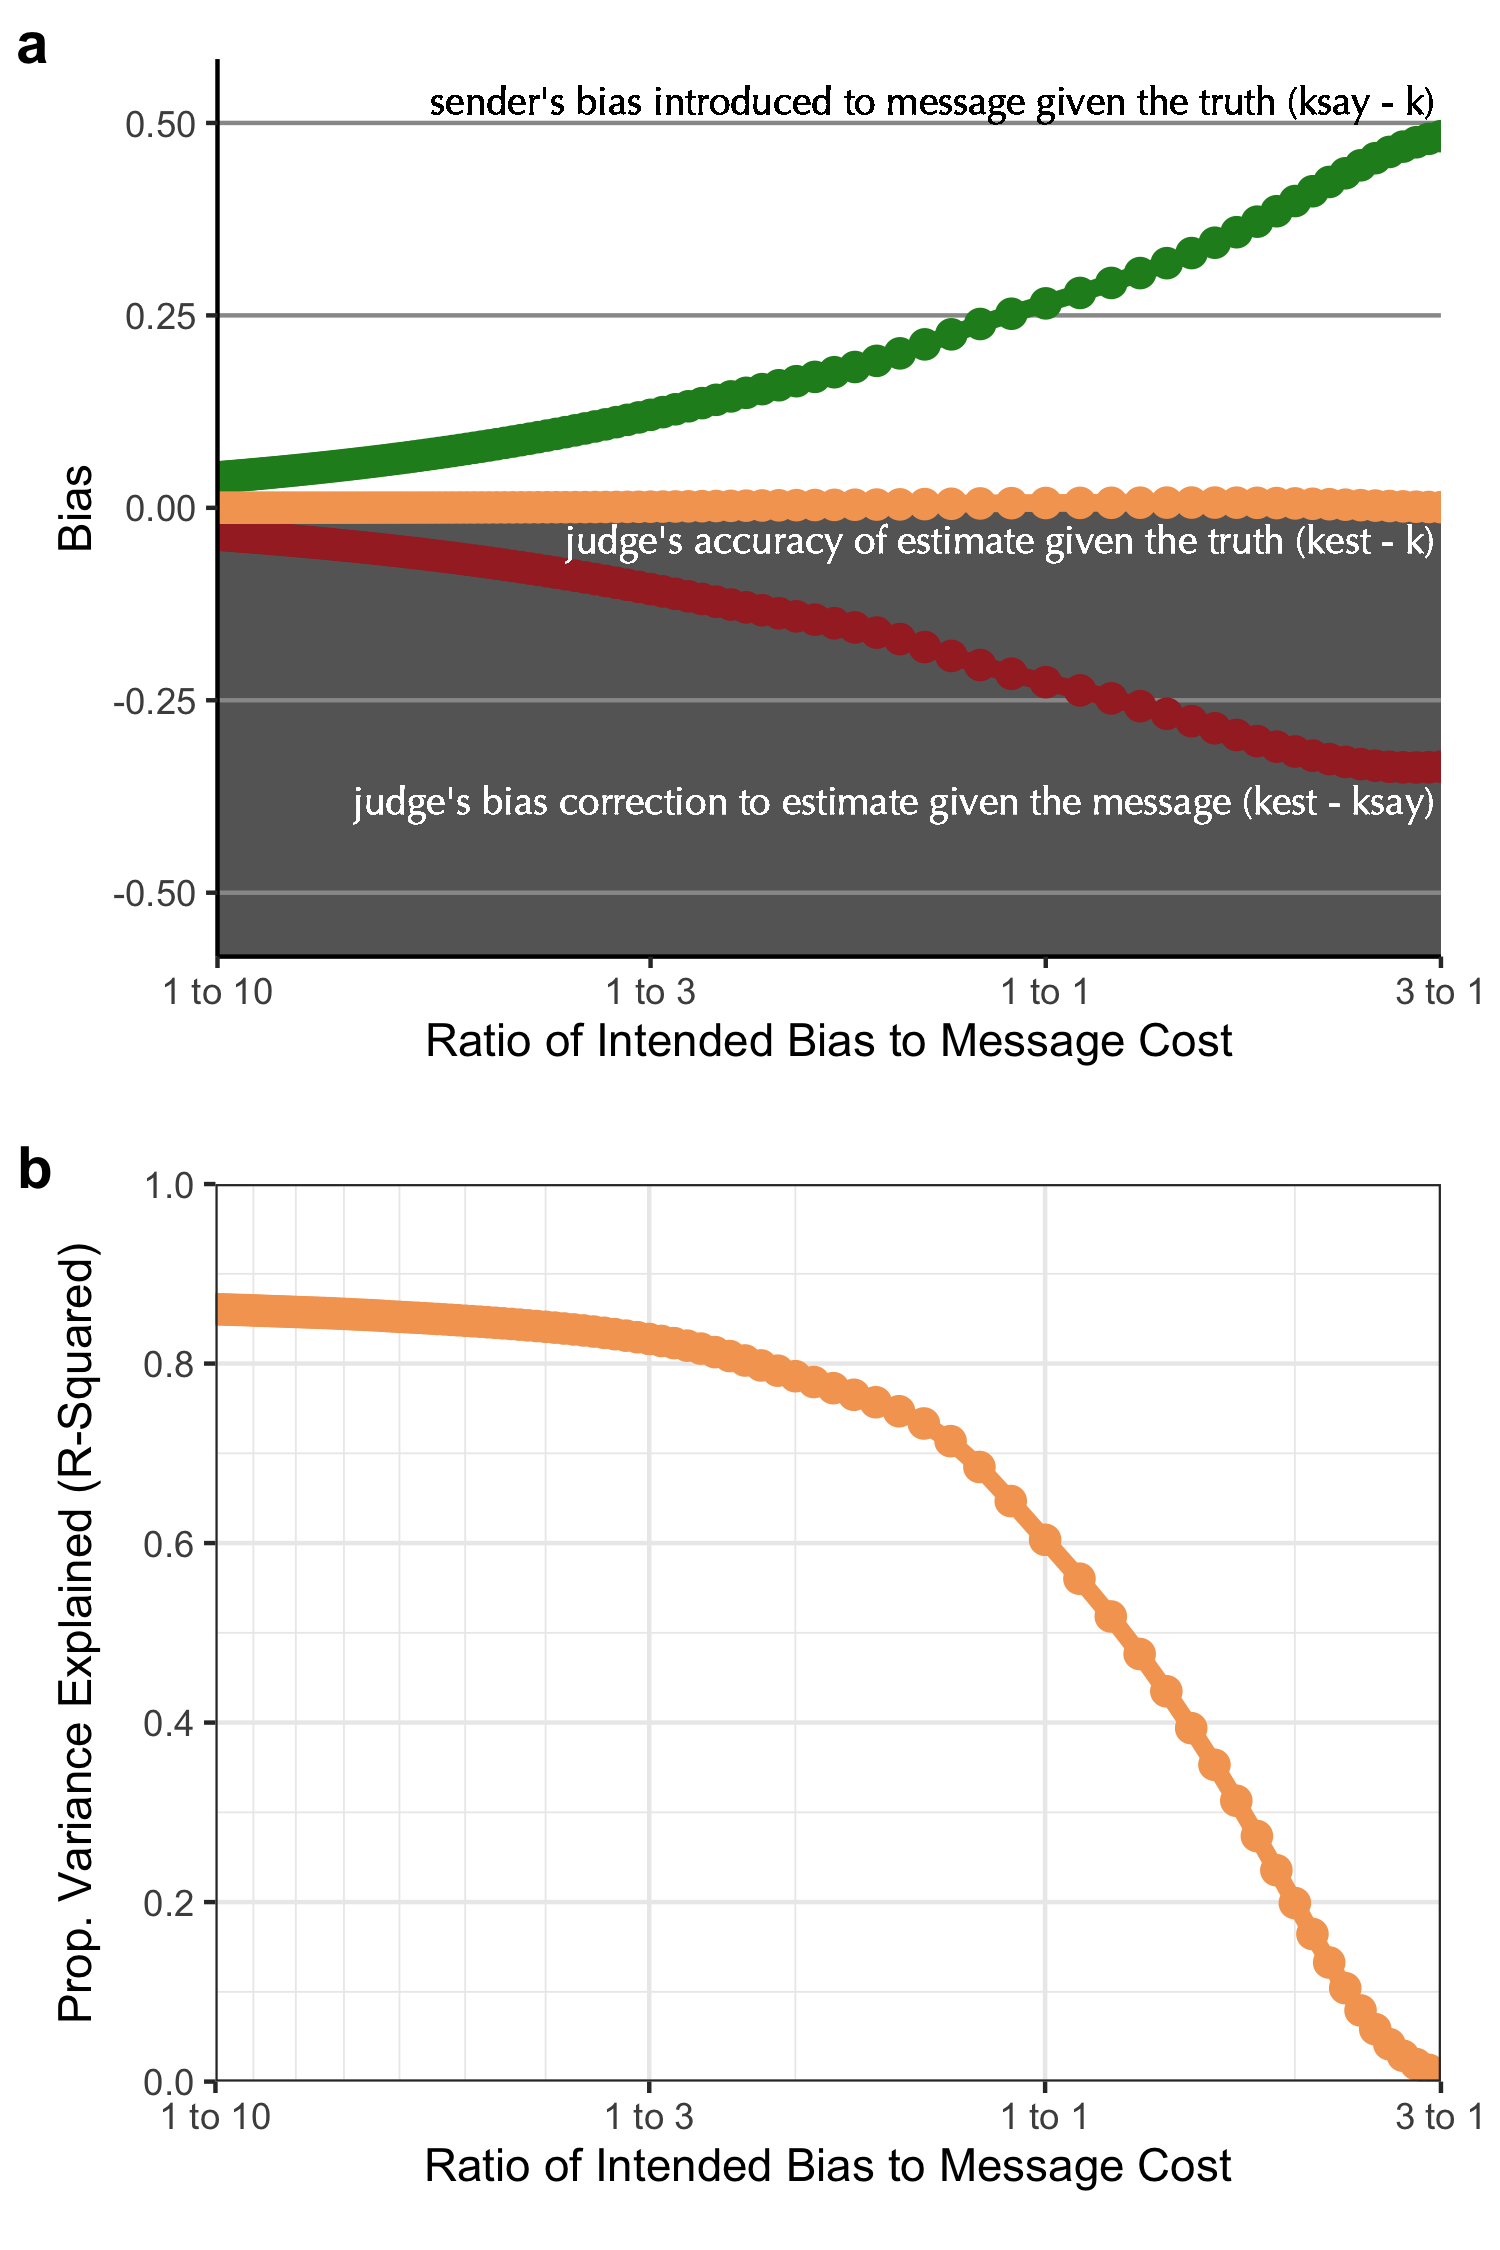 a
sender's bias introduced to message given the truth (ksay - k)
0.50
0.25
0.00
-0.25
-0.50
Bias
judge's accuracy of estimate given the truth (kest - k)
judge's bias correction to estimate given the message (kest - ksay)
1 to 10
1 to 3
1 to 1
3 to 1
Ratio of Intended Bias to Message Cost
b
1.0
0.8
0.6
0.4
0.2
0.0
Prop. Variance Explained (R-Squared)
1 to 10
1 to 3
1 to 1
3 to 1
Ratio of Intended Bias to Message Cost